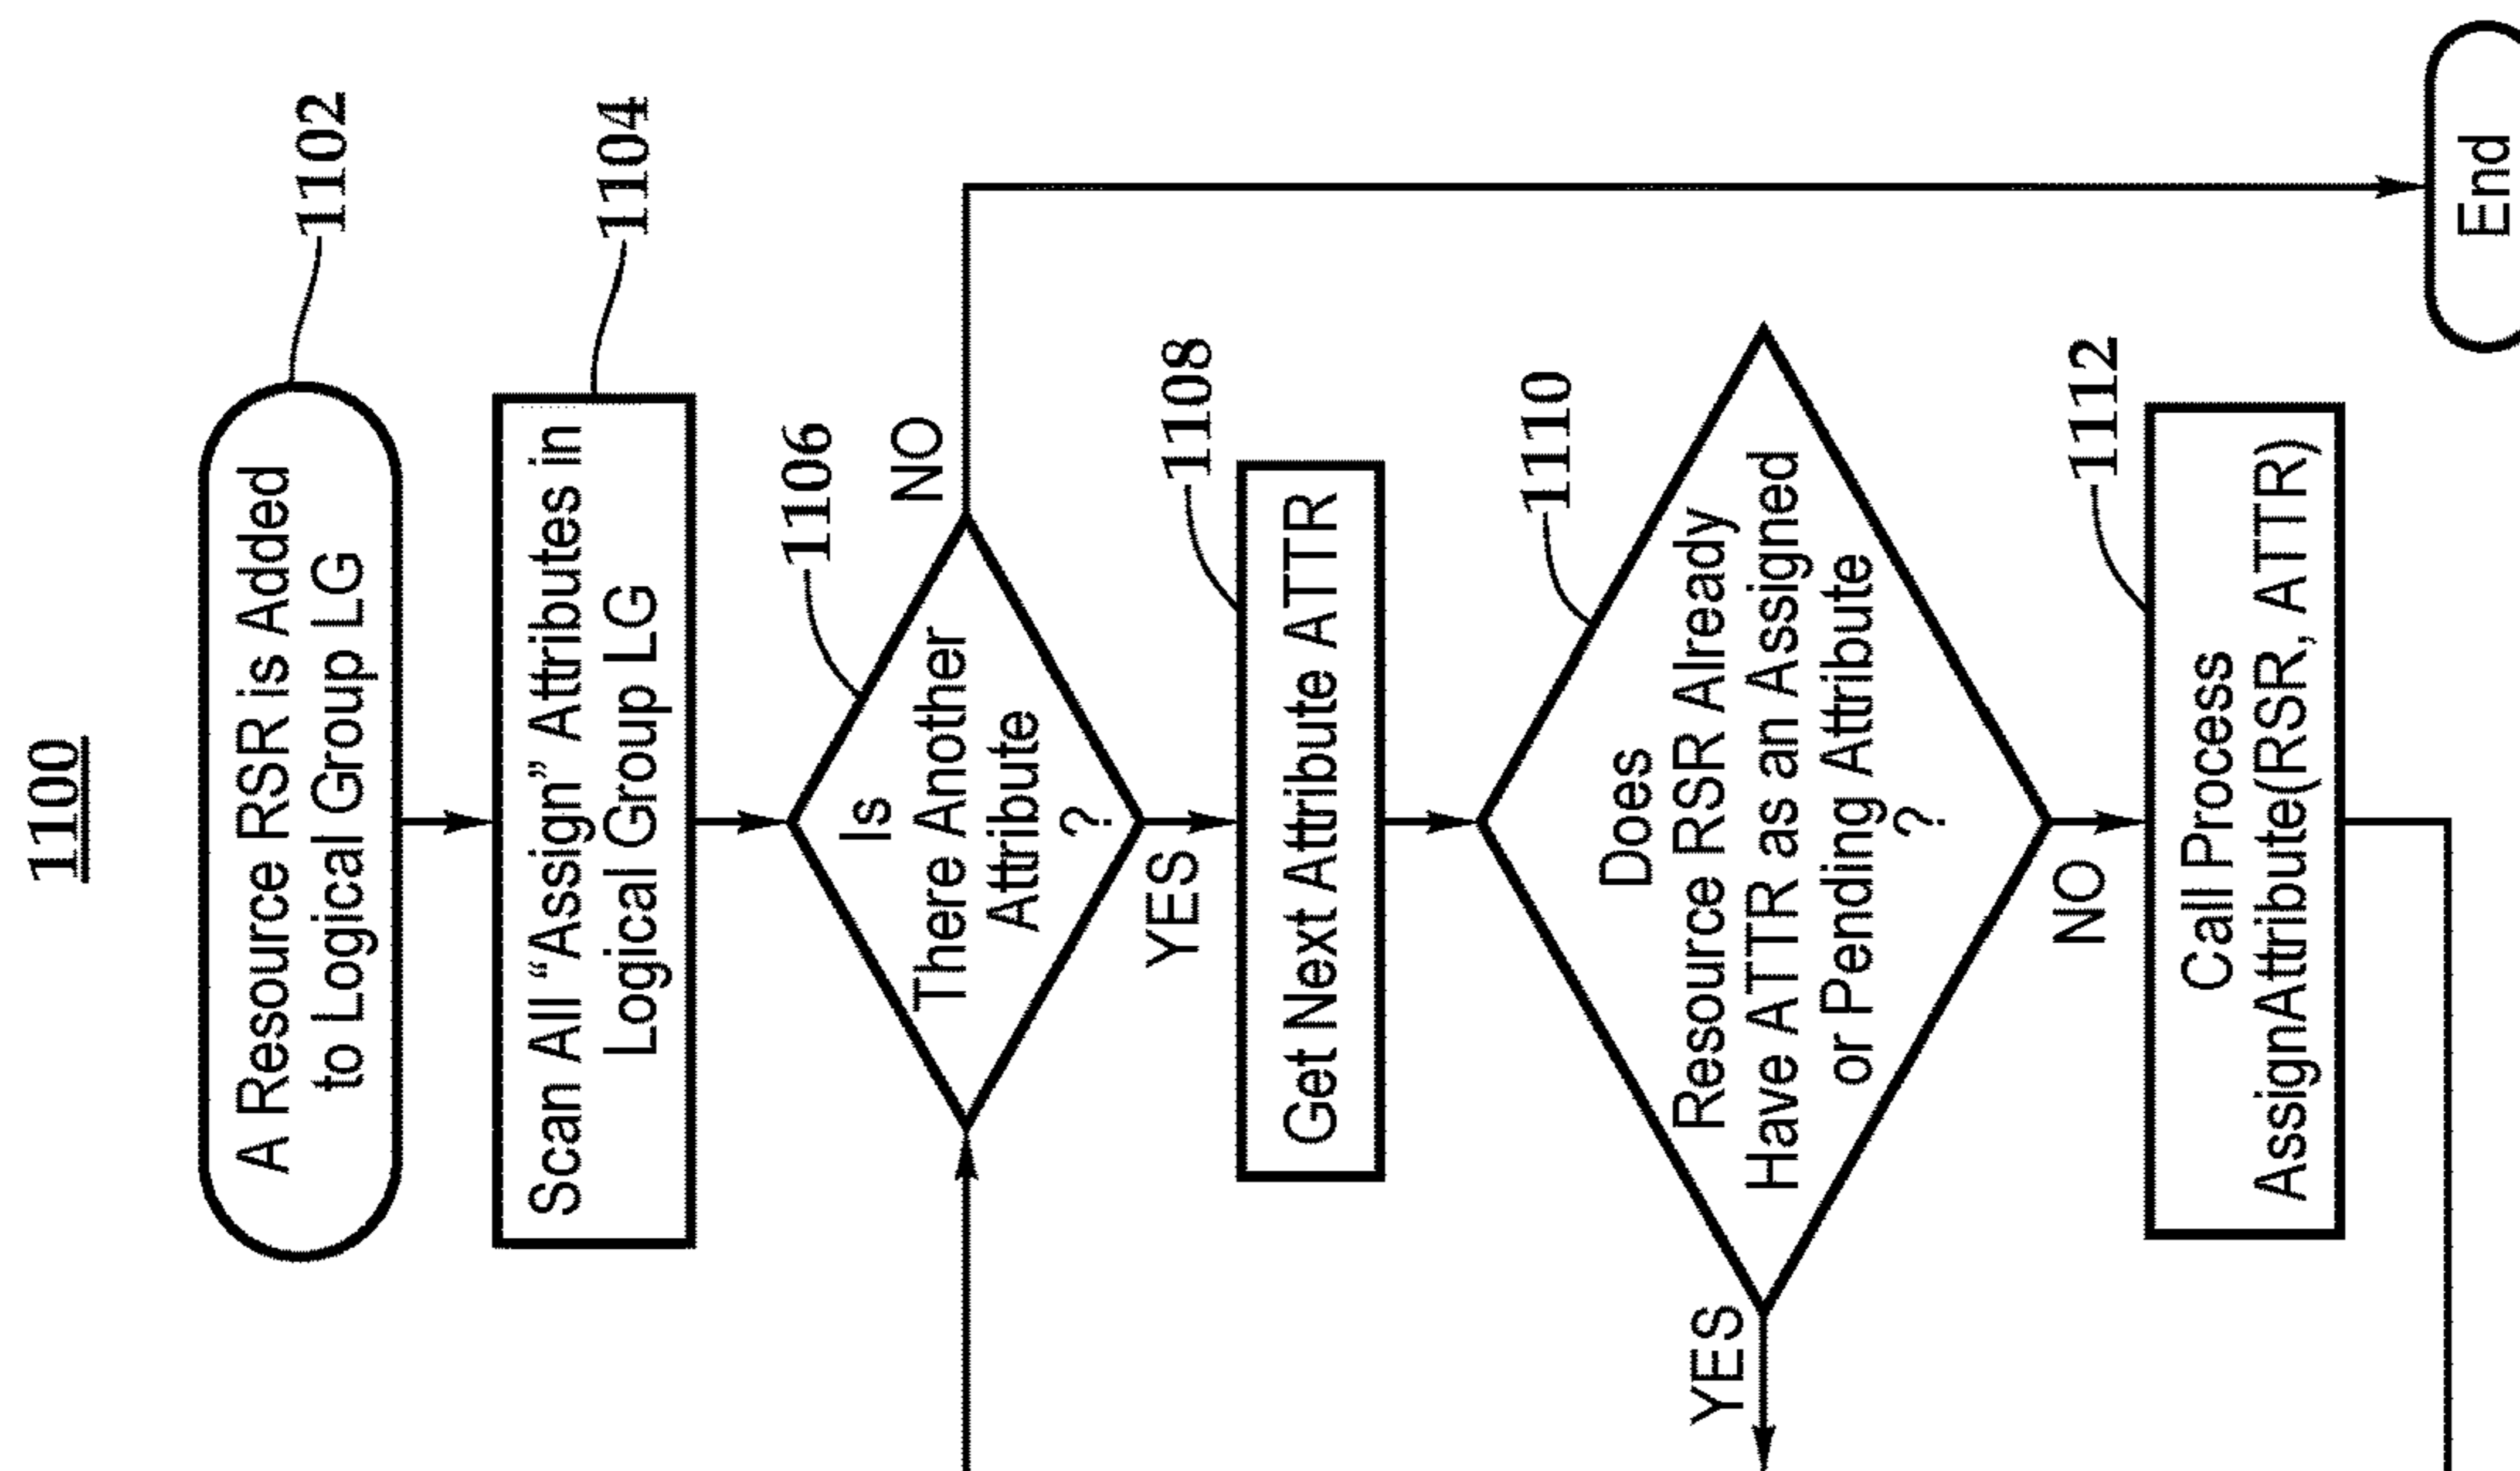 1100
A Resource RSR is Added
to Logical Group LG
1102
Scan All “Assign” Attributes in
Logical Group LG
1104
Is
There Another
Attribute
?
1106
NO
YES
Get Next Attribute ATTR
1108
Does
Resource RSR Already
Have ATTR as an Assigned
or Pending Attribute
?
1110
YES
NO
Call Process
AssignAttribute(RSR, ATTR)
1112
End